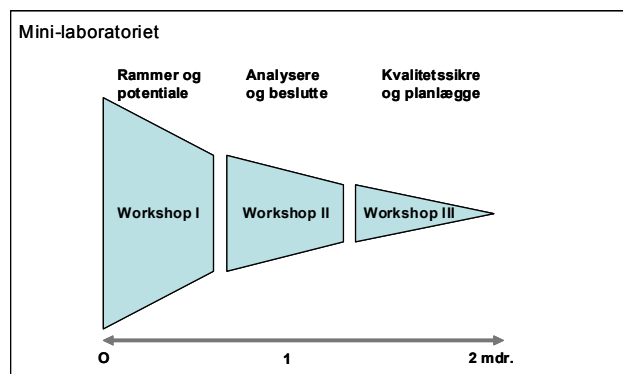 Mini-laboratoriet
Rammer og
potentiale
Analysere
og beslutte
Kvalitetssikre
og planlægge
Workshop I
Workshop II
Workshop III
O
1
2 mdr.